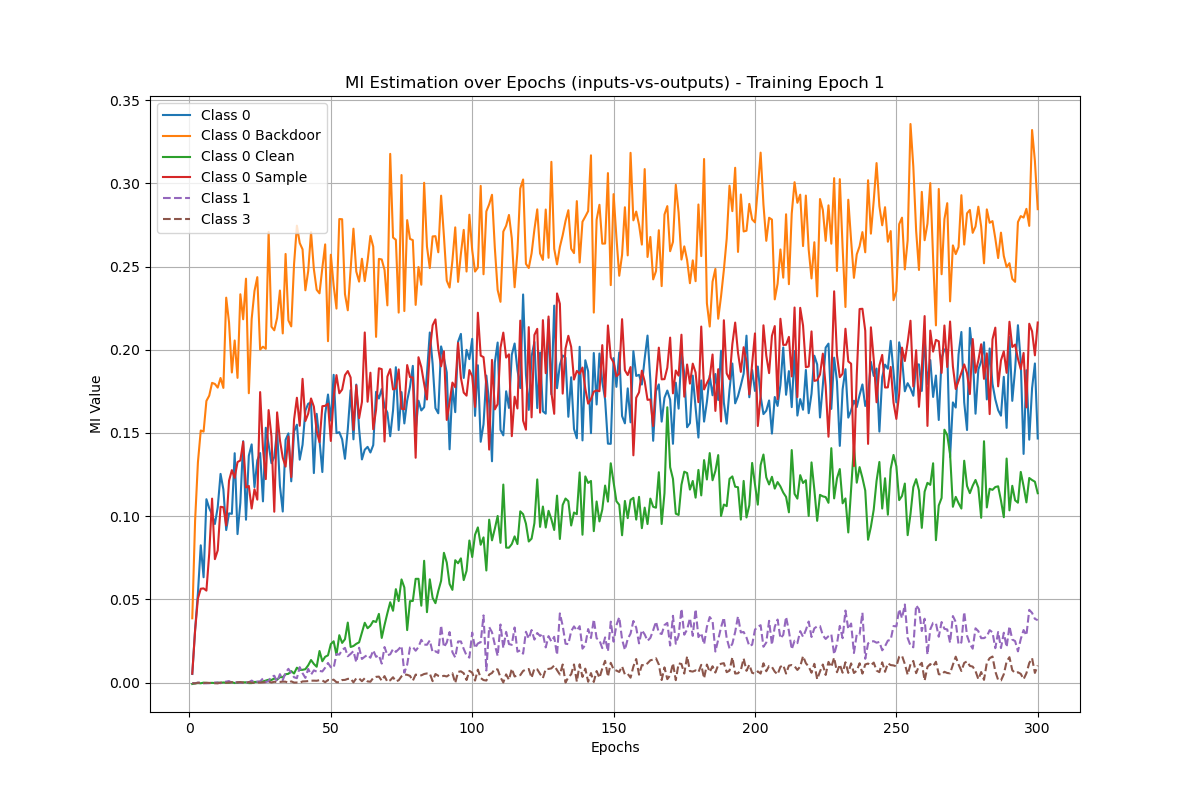 MI Estimation over Epochs (inputs-vs-outputs) - Training Epoch 1
0.35
0.30
0.25
0.20
0.15
0.10
0.05
0.00
MI Value
Class 0
Class 0 Backdoor
Class 0 Clean
Class 0 Sample
Class 1
Class 3
0 50 100 150 200 250 300
Epochs